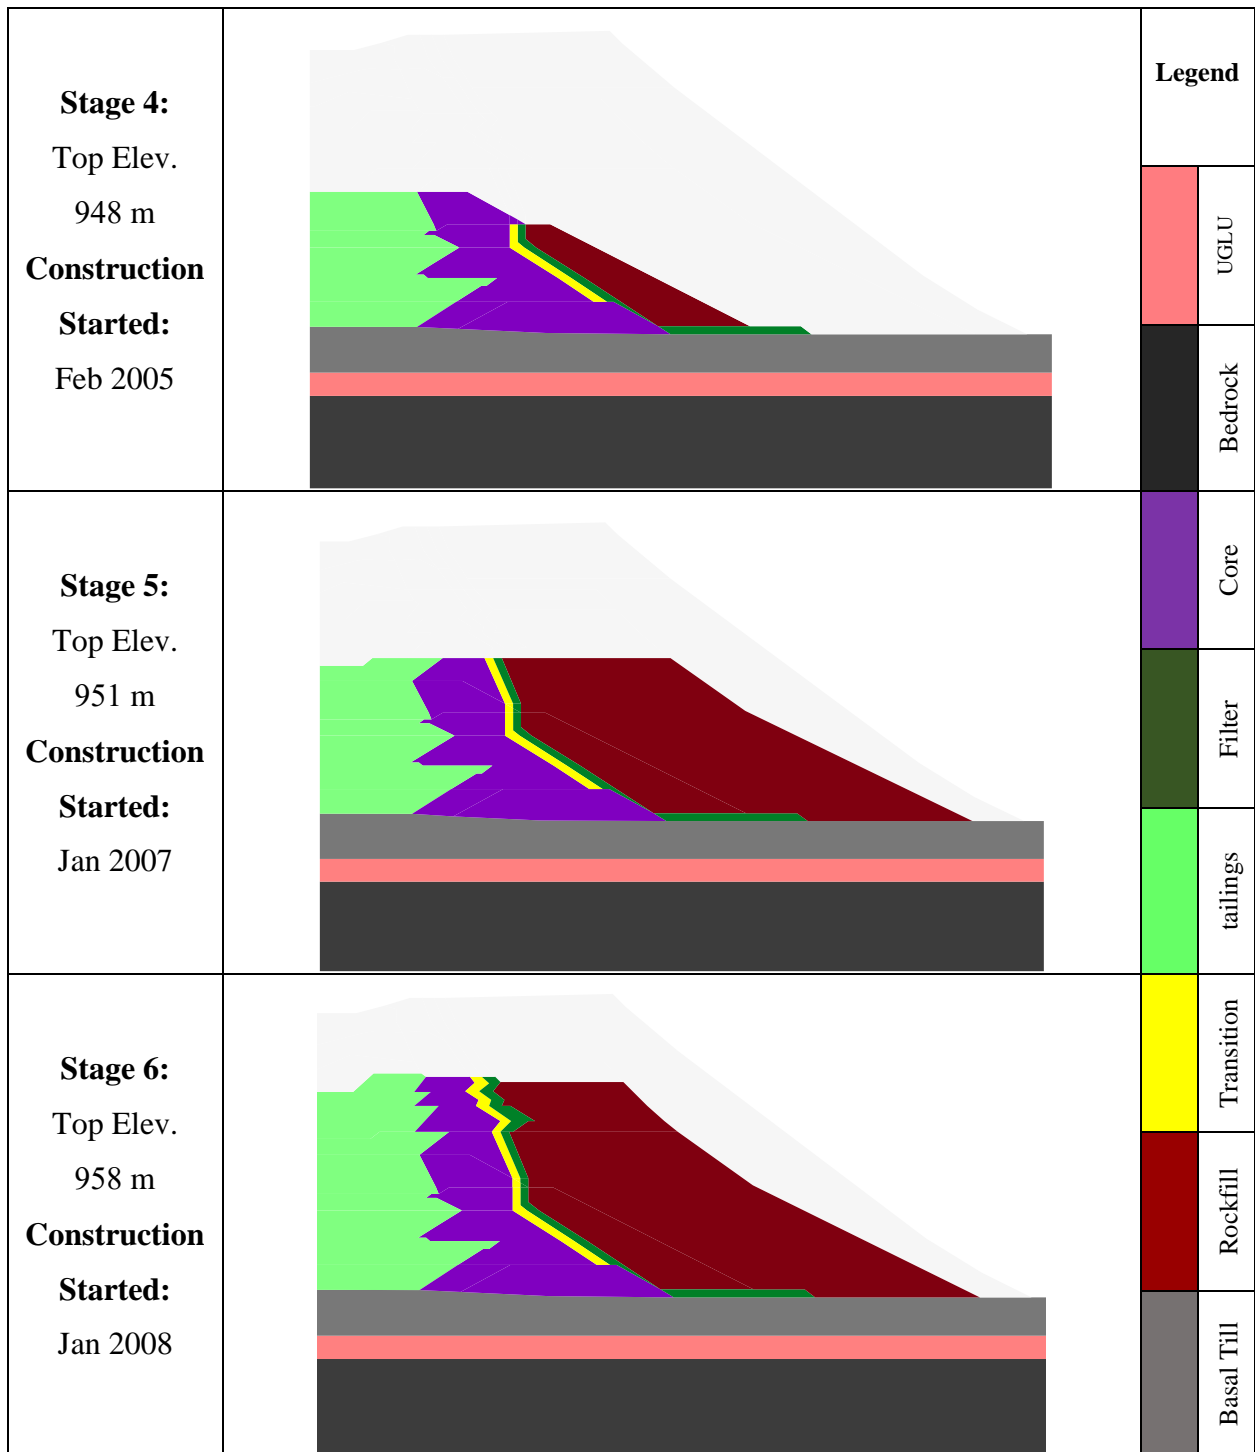 Stage 4:
Top Elev.
948 m
Construction
Started:
Feb 2005
Stage 5:
Top Elev.
951 m
Construction
Started:
Jan 2007
Stage 6:
Top Elev.
958 m
Construction
Started:
Jan 2008
Legend
UGLU
Bedrock
Core
Filter
tailings
Transition
Rockfill
Basal Till